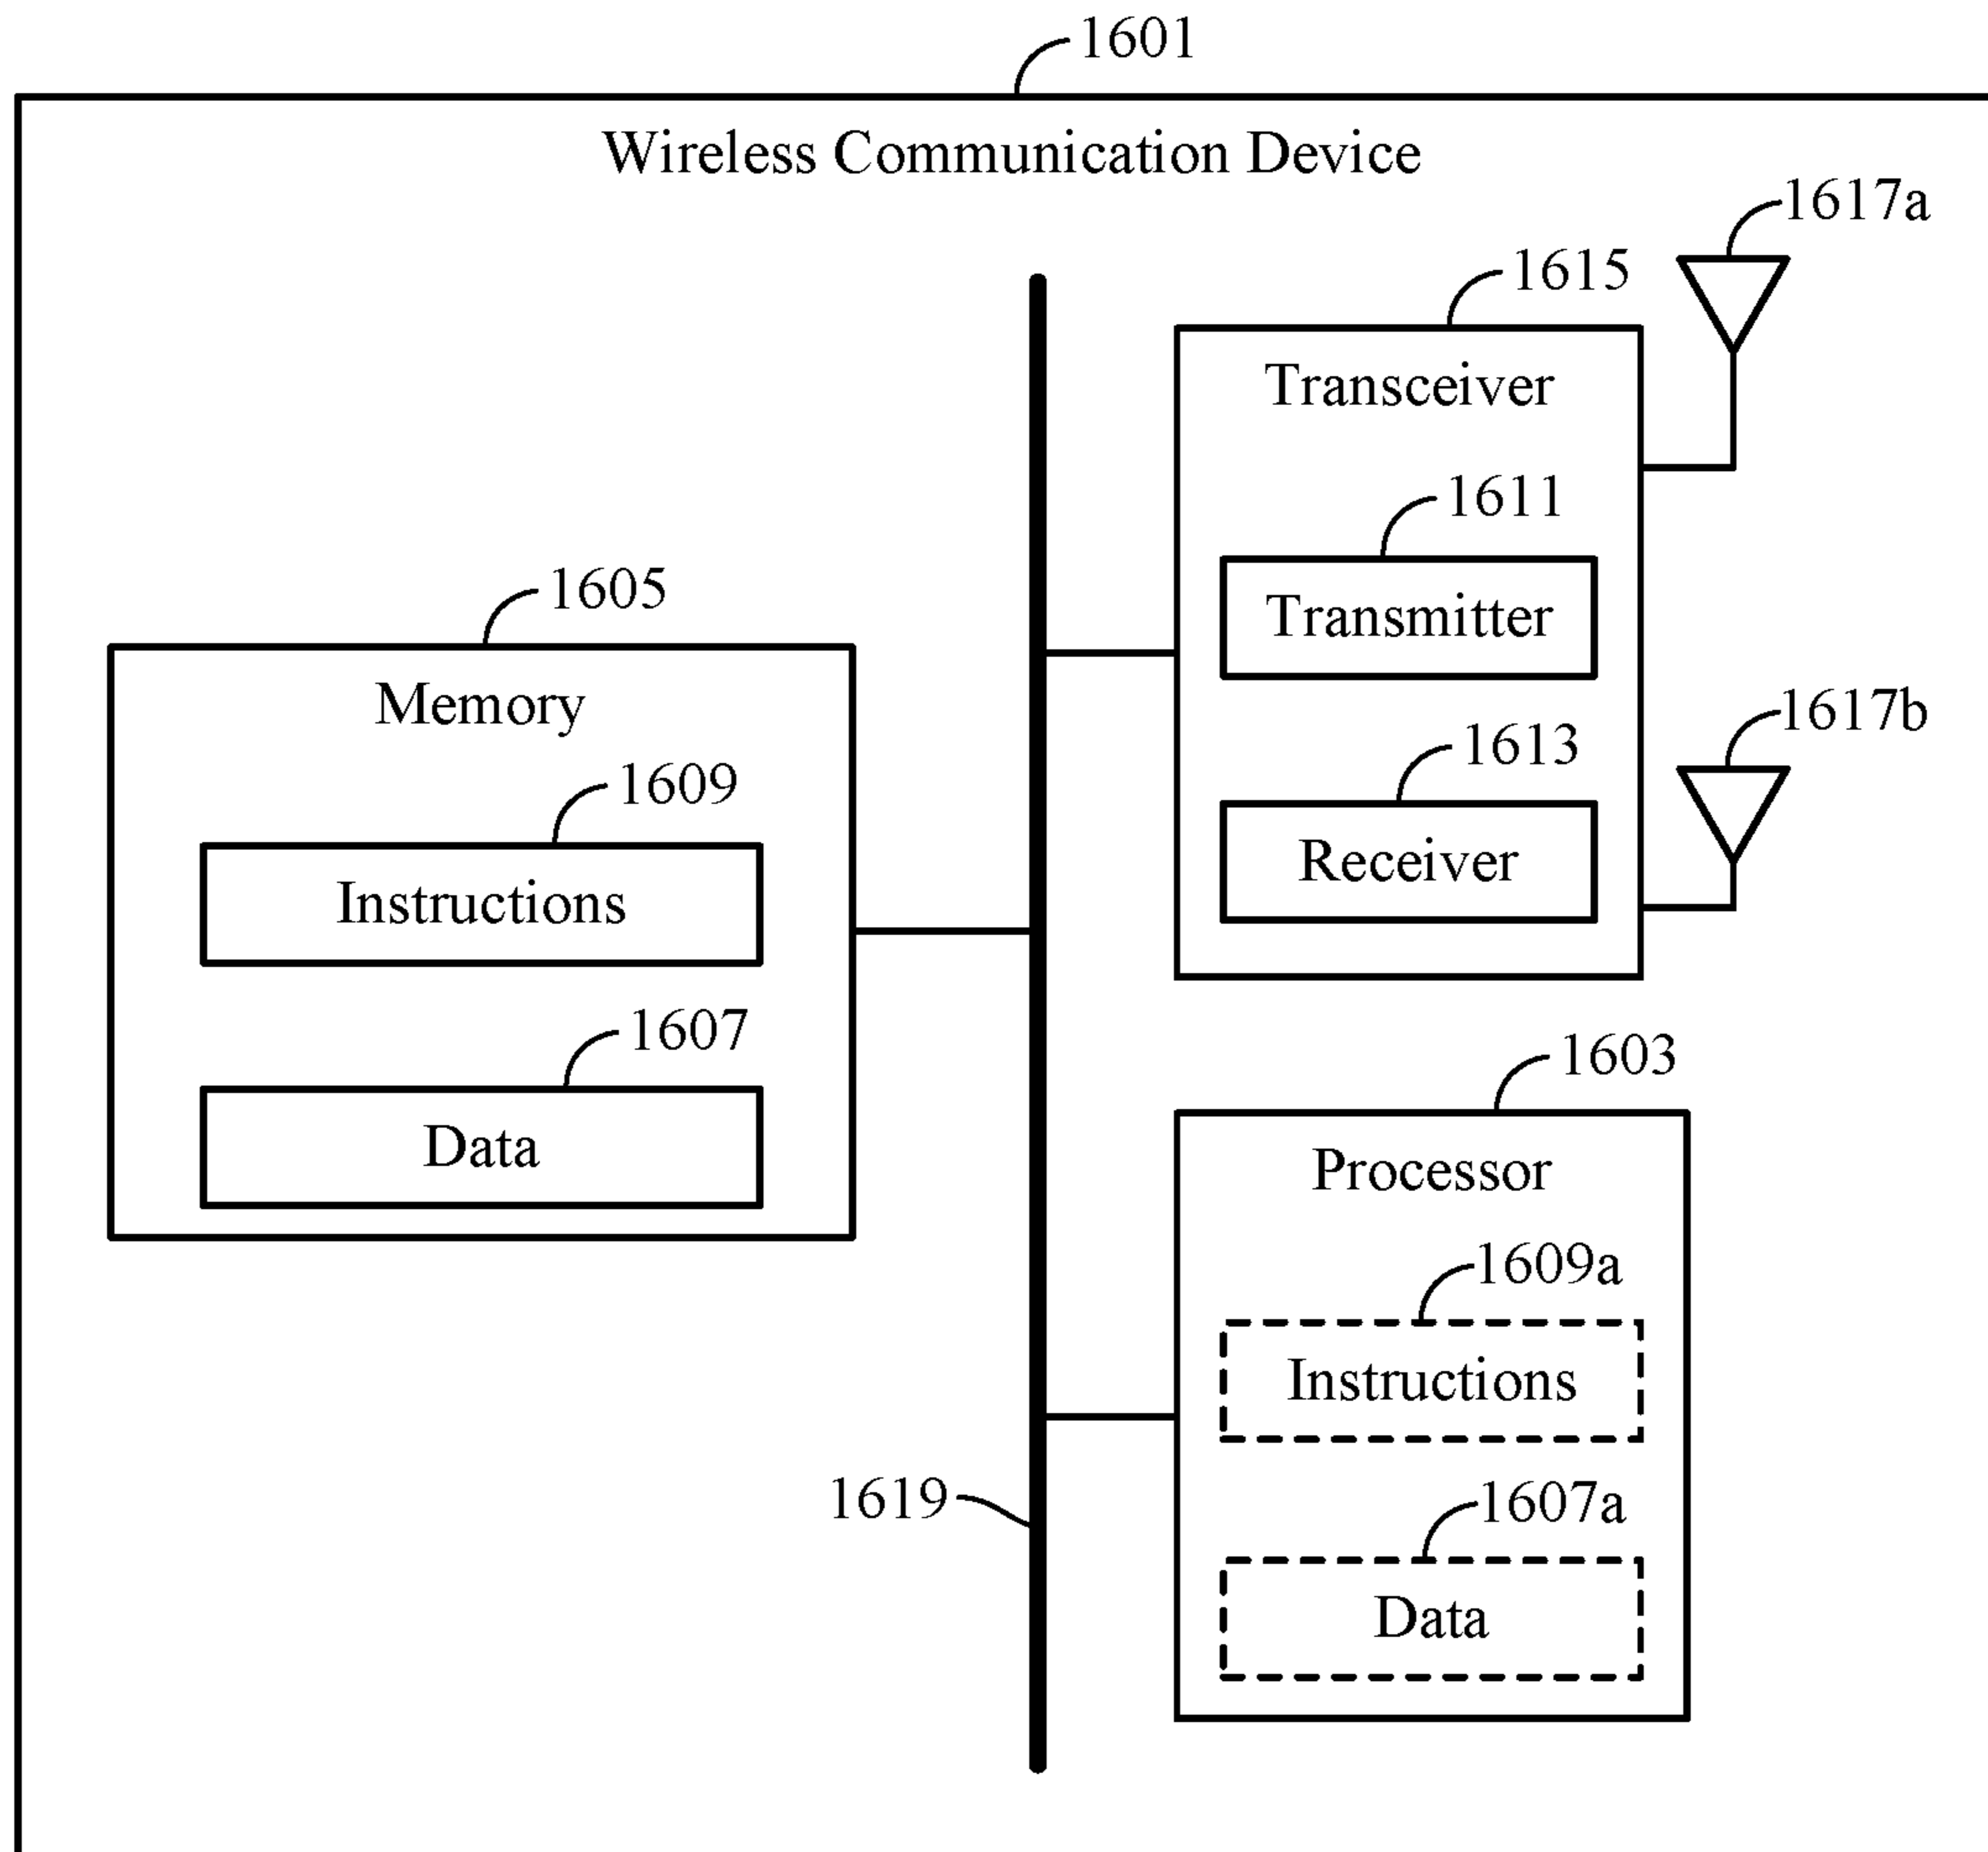 1601
Wireless Communication Device
1617a
1615
Transceiver
1611
Transmitter
1605
Memory
1617b
1613
1609
Receiver
Instructions
1607
1603
Data
Processor
1609a
Instructions
1619
1607a
Data